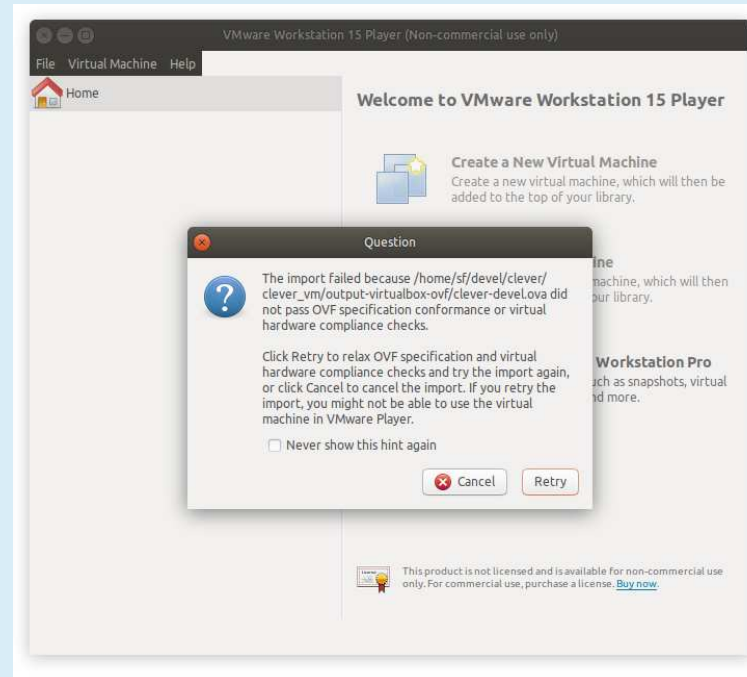 VMware Workstation 15 Player (Non-commercial use only)
File Virtual Machine Help
Home
Welcome to VMware Workstation 15 Player
Create a New Virtual Machine
Create a new virtual machine, which will then be
added to the top of your library.
Question
The import failed because /home/sf/devel/clever/
clever_vm/output-virtualbox-ovf/clever-devel.ova did
not pass OVF specification conformance or virtual
hardware compliance checks.
Click Retry to relax OVF specification and virtual
hardware compliance checks and try the import again,
or click Cancel to cancel the import. If you retry the
import, you might not be able to use the virtual
machine in VMware Player.
Never show this hint again
Cancel Retry
machine, which will then
our library.
Workstation Pro
such as snapshots, virtual
nd more.
This product is not licensed and is available for non-commercial use
only. For commercial use, purchase a license. Buy now.